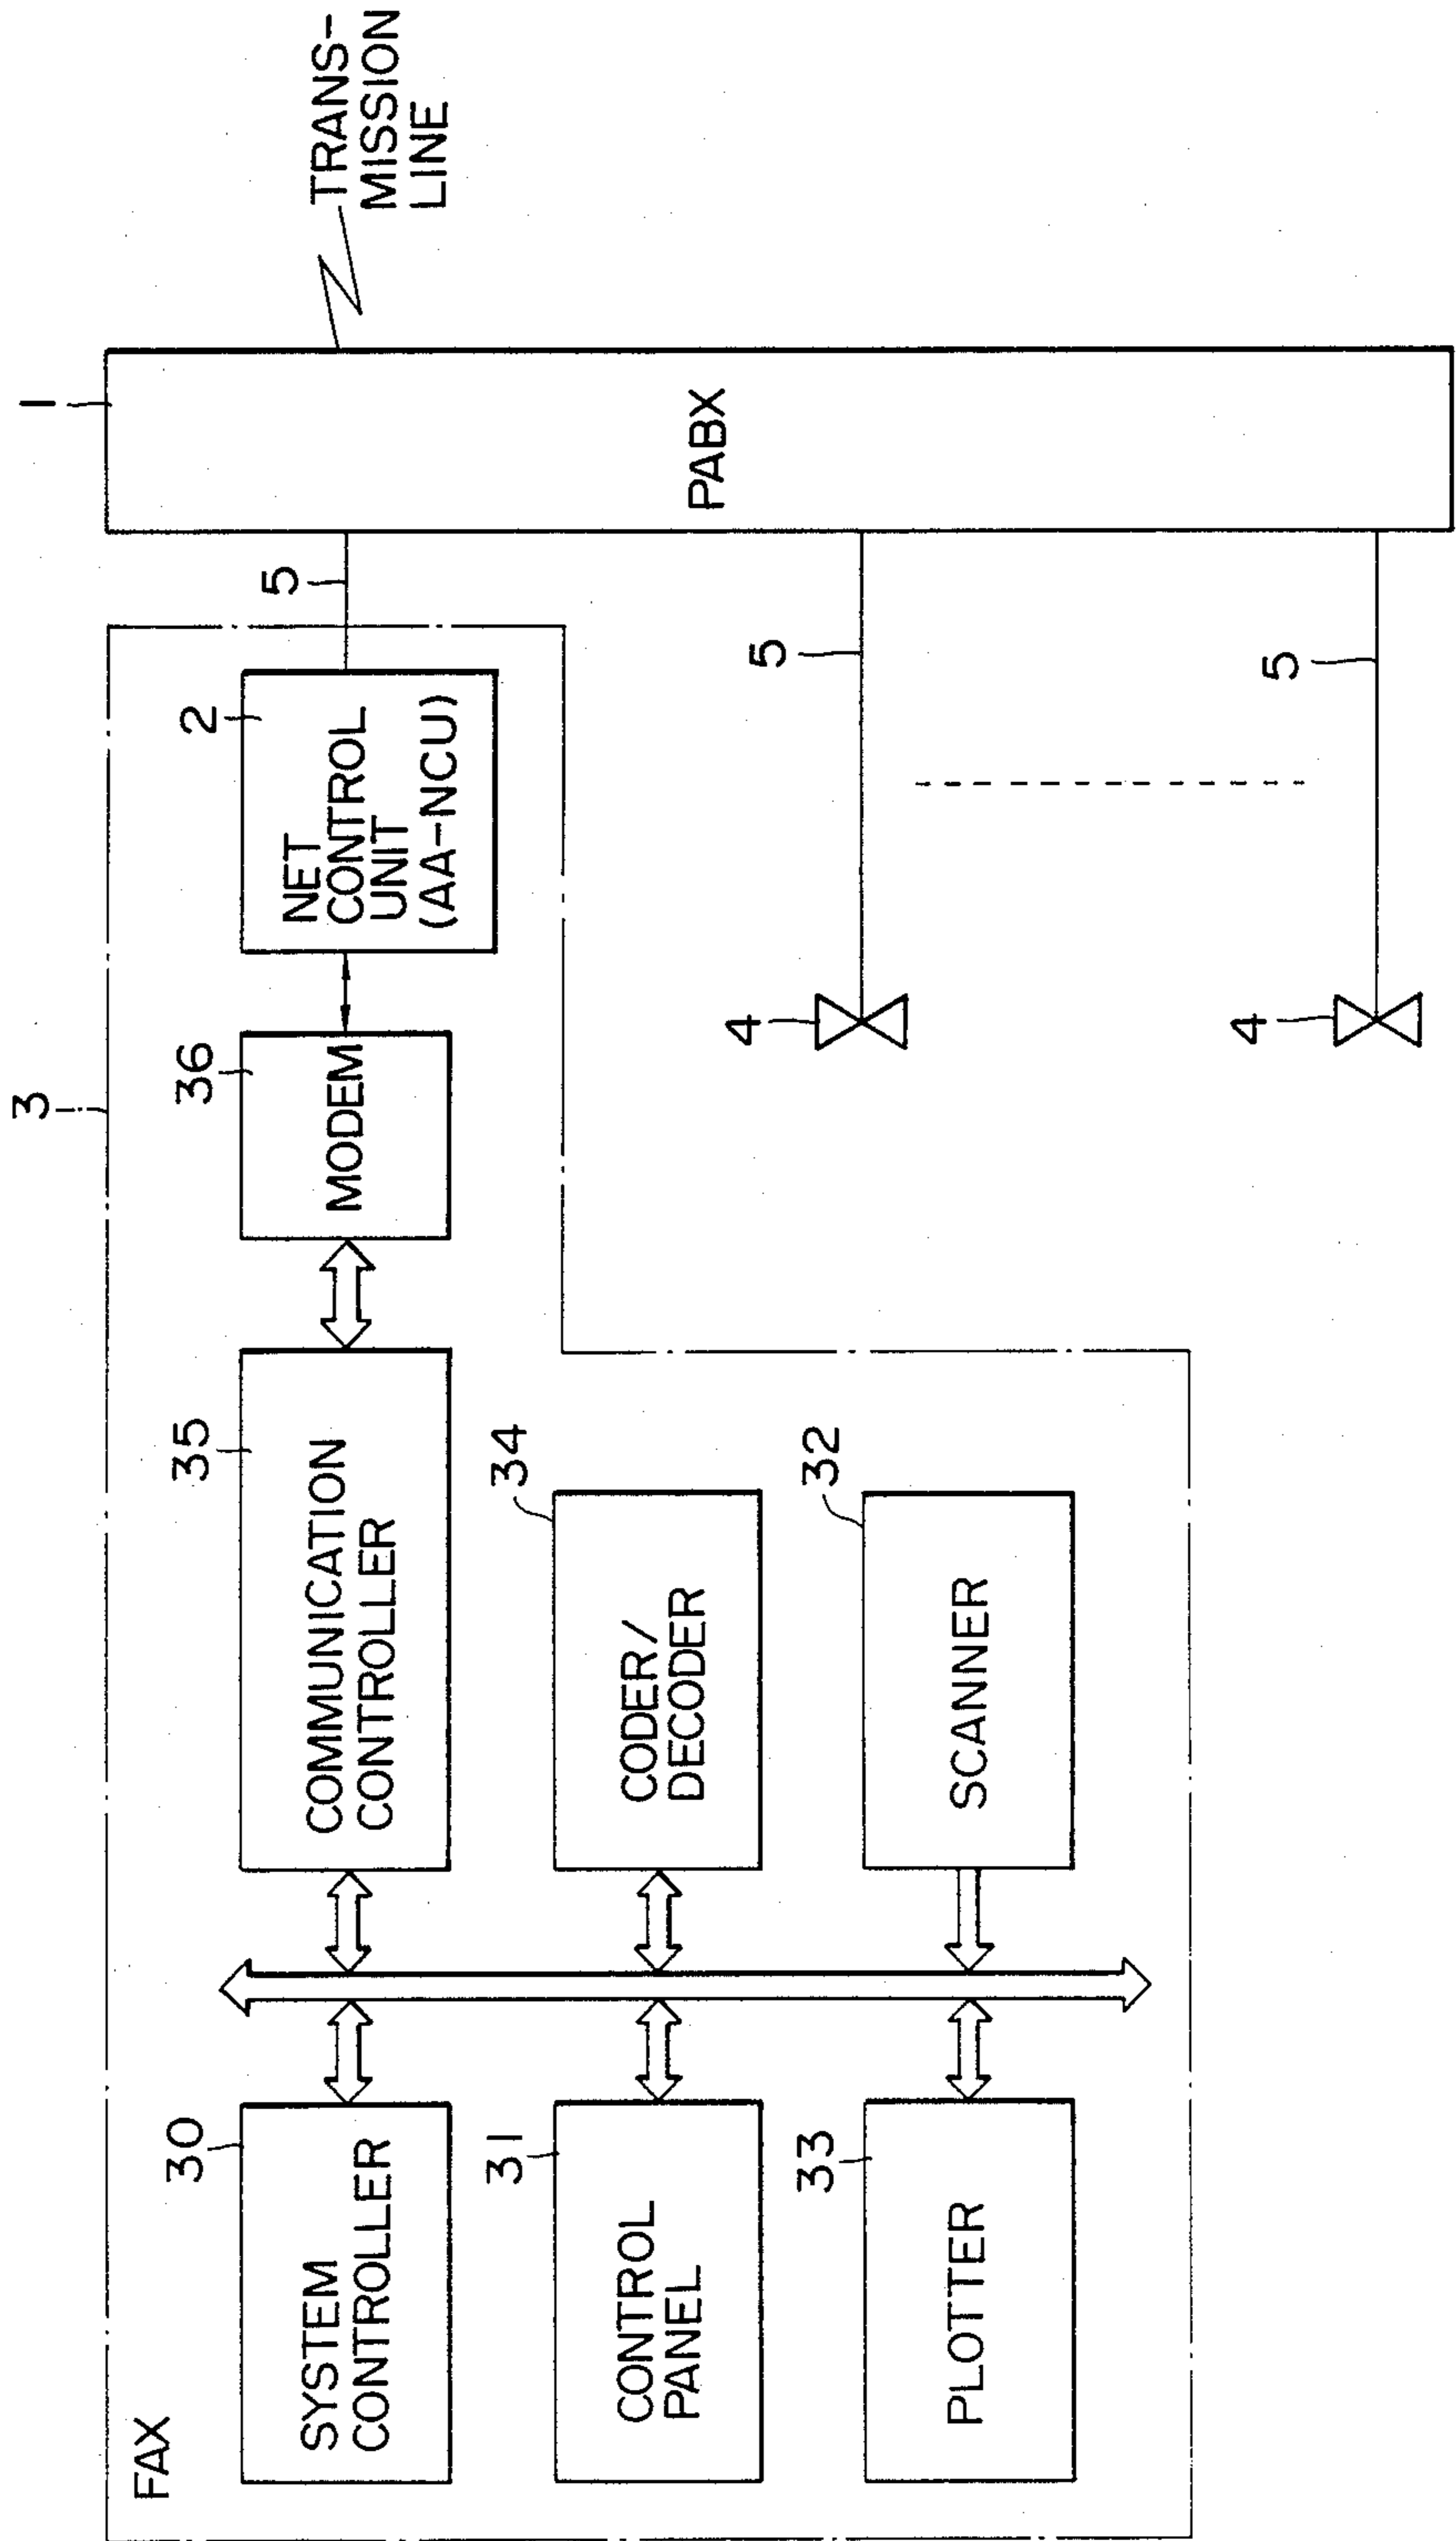 FAX
3
1
30
SYSTEM
CONTROLLER
35
COMMUNICATION
CONTROLLER
36
MODEM
2
NET
CONTROL
UNIT
(AA-NCU)
5
TRANS-
MISSION
LINE
31
CONTROL
PANEL
34
CODER/
DECODER
PABX
4
5
33
PLOTTER
32
SCANNER
4
5